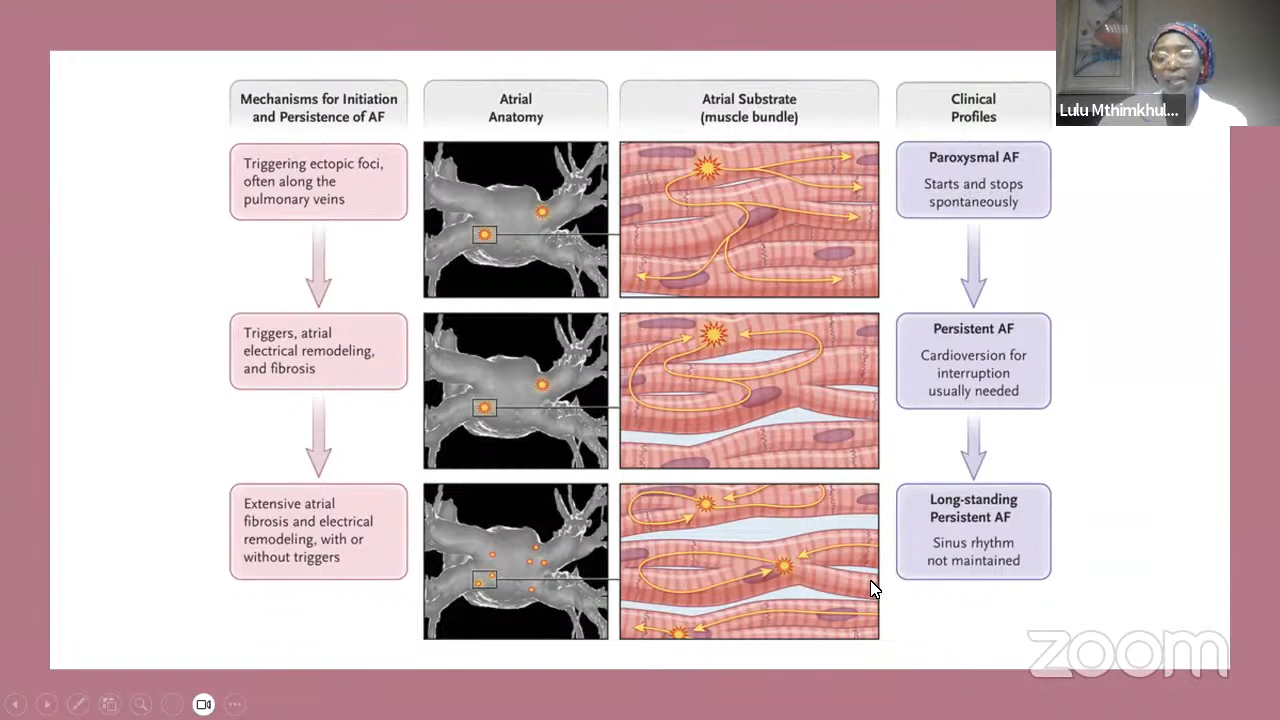 Mechanisms for Initiation
and Persistence of AF
Atrial
Anatomy
Atrial Substrate
(muscle bundle)
Clinical
Profiles
Lulu Mthimkhul...
Triggering ectopic foci,
often along the
pulmonary veins
Paroxysmal AF
Starts and stops
spontaneously
Triggers, atrial
electrical remodeling,
and fibrosis
Persistent AF
Cardioversion for
interruption
usually needed
Extensive atrial
fibrosis and electrical
remodeling, with or
without triggers
Long-standing
Persistent AF
Sinus rhythm
not maintained
zoom